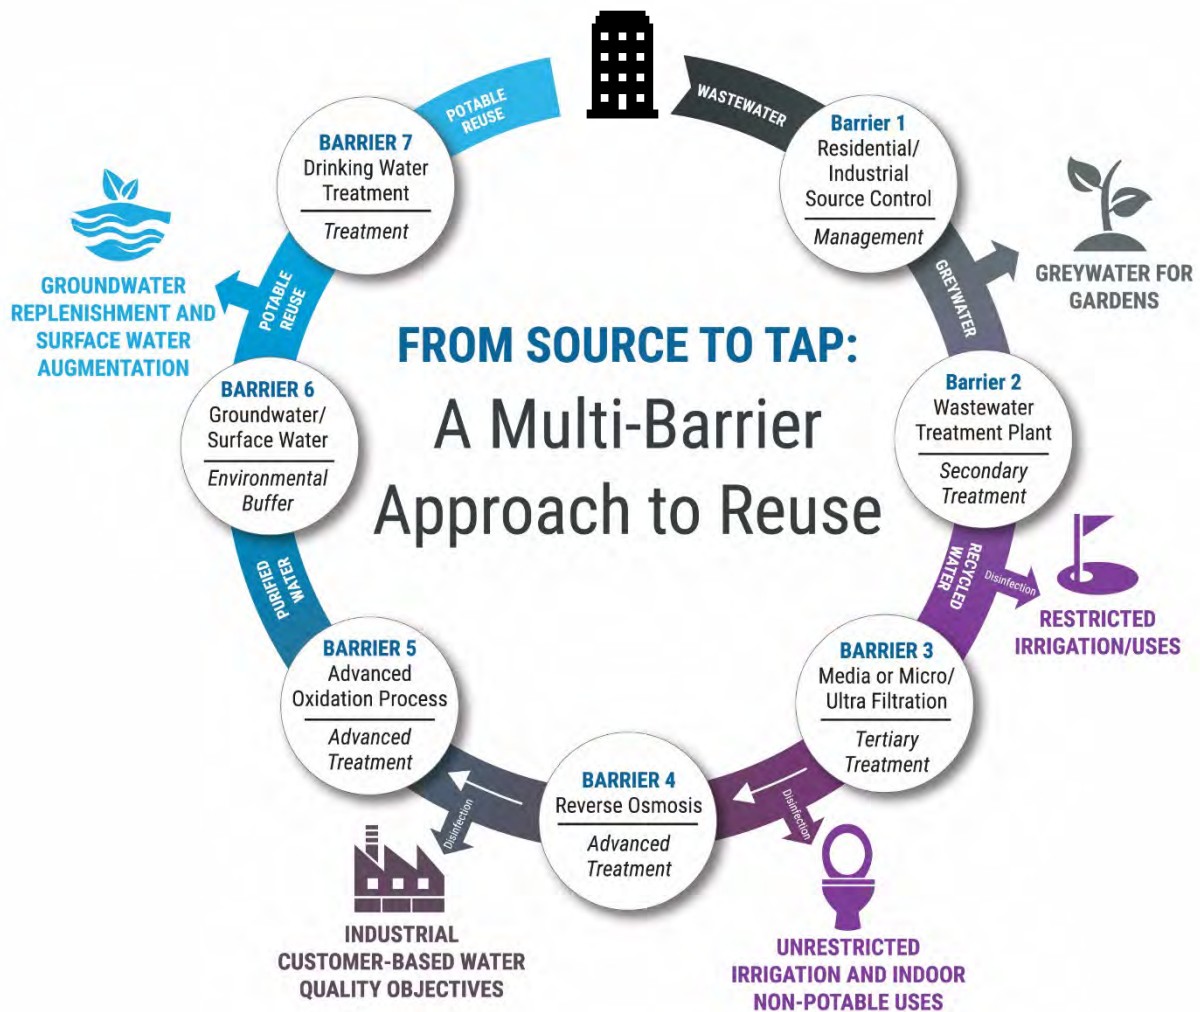 FROM SOURCE TO TAP:
A Multi-Barrier
Approach to Reuse
WASTEWATER
Barrier 1
Residential/
Industrial
Source Control
Management
GREYWATER
GREYWATER FOR
GARDENS
Barrier 2
Wastewater
Treatment Plant
Secondary
Treatment
RECYCLED
WATER
Disinfection
RESTRICTED
IRRIGATION/USES
BARRIER 3
Media or Micro/
Ultra Filtration
Tertiary
Treatment
Disinfection
UNRESTRICTED
IRRIGATION AND INDOOR
NON-POTABLE USES
BARRIER 4
Reverse Osmosis
Advanced
Treatment
Disinfection
INDUSTRIAL
CUSTOMER-BASED WATER
QUALITY OBJECTIVES
BARRIER 5
Advanced
Oxidation Process
Advanced
Treatment
PURIFIED
WATER
BARRIER 6
Groundwater/
Surface Water
Environmental
Buffer
POTABLE
REUSE
GROUNDWATER
REPLENISHMENT AND
SURFACE WATER
AUGMENTATION
BARRIER 7
Drinking Water
Treatment
Treatment
POTABLE
REUSE